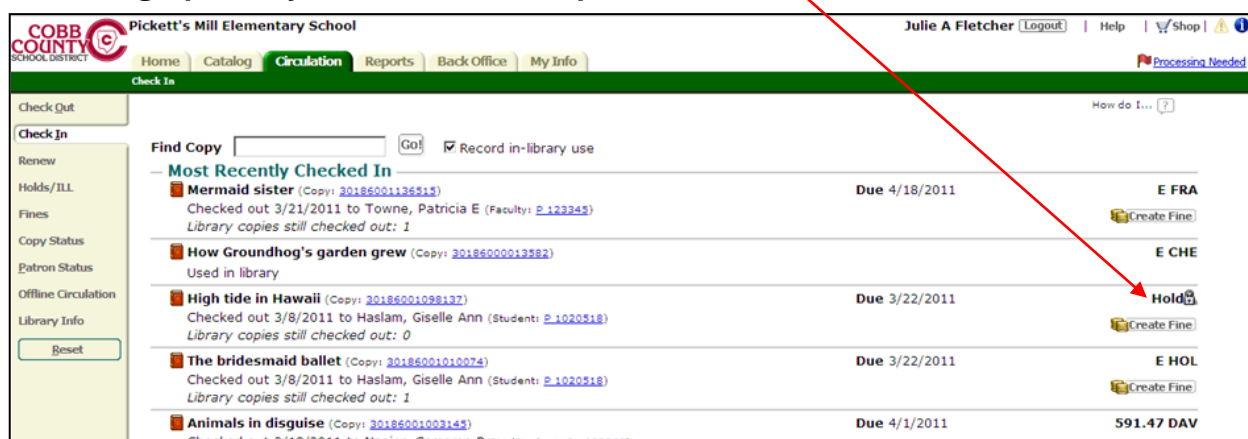 COBB COUNTY SCHOOL DISTRICT
Pickett's Mill Elementary School
Julie A Fletcher Logout | Help | Shop |
Home Catalog Circulation Reports Back Office My Info
Processing Needed
Check In
Check Out
How do I... ?
Check In
Find Copy Go! Record in-library use
Renew
Most Recently Checked In
Holds/ILL
Mermaid sister (Copy: 30186001136515) Due 4/18/2011 E FRA
Checked out 3/21/2011 to Towne, Patricia E (Faculty: P 123345)
Create Fine
Fines
Library copies still checked out: 1
Copy Status
How Groundhog's garden grew (Copy: 30186000013582) E CHE
Patron Status
Used in library
Offline Circulation
High tide in Hawaii (Copy: 30186001098137) Due 3/22/2011 Hold
Library Info
Checked out 3/8/2011 to Haslam, Giselle Ann (Student: P 1020518)
Create Fine
Library copies still checked out: 0
Reset
The bridesmaid ballet (Copy: 30186001010074) Due 3/22/2011 E HOL
Checked out 3/8/2011 to Haslam, Giselle Ann (Student: P 1020518)
Create Fine
Library copies still checked out: 1
Animals in disguise (Copy: 30186001003145) Due 4/1/2011 591.47 DAV